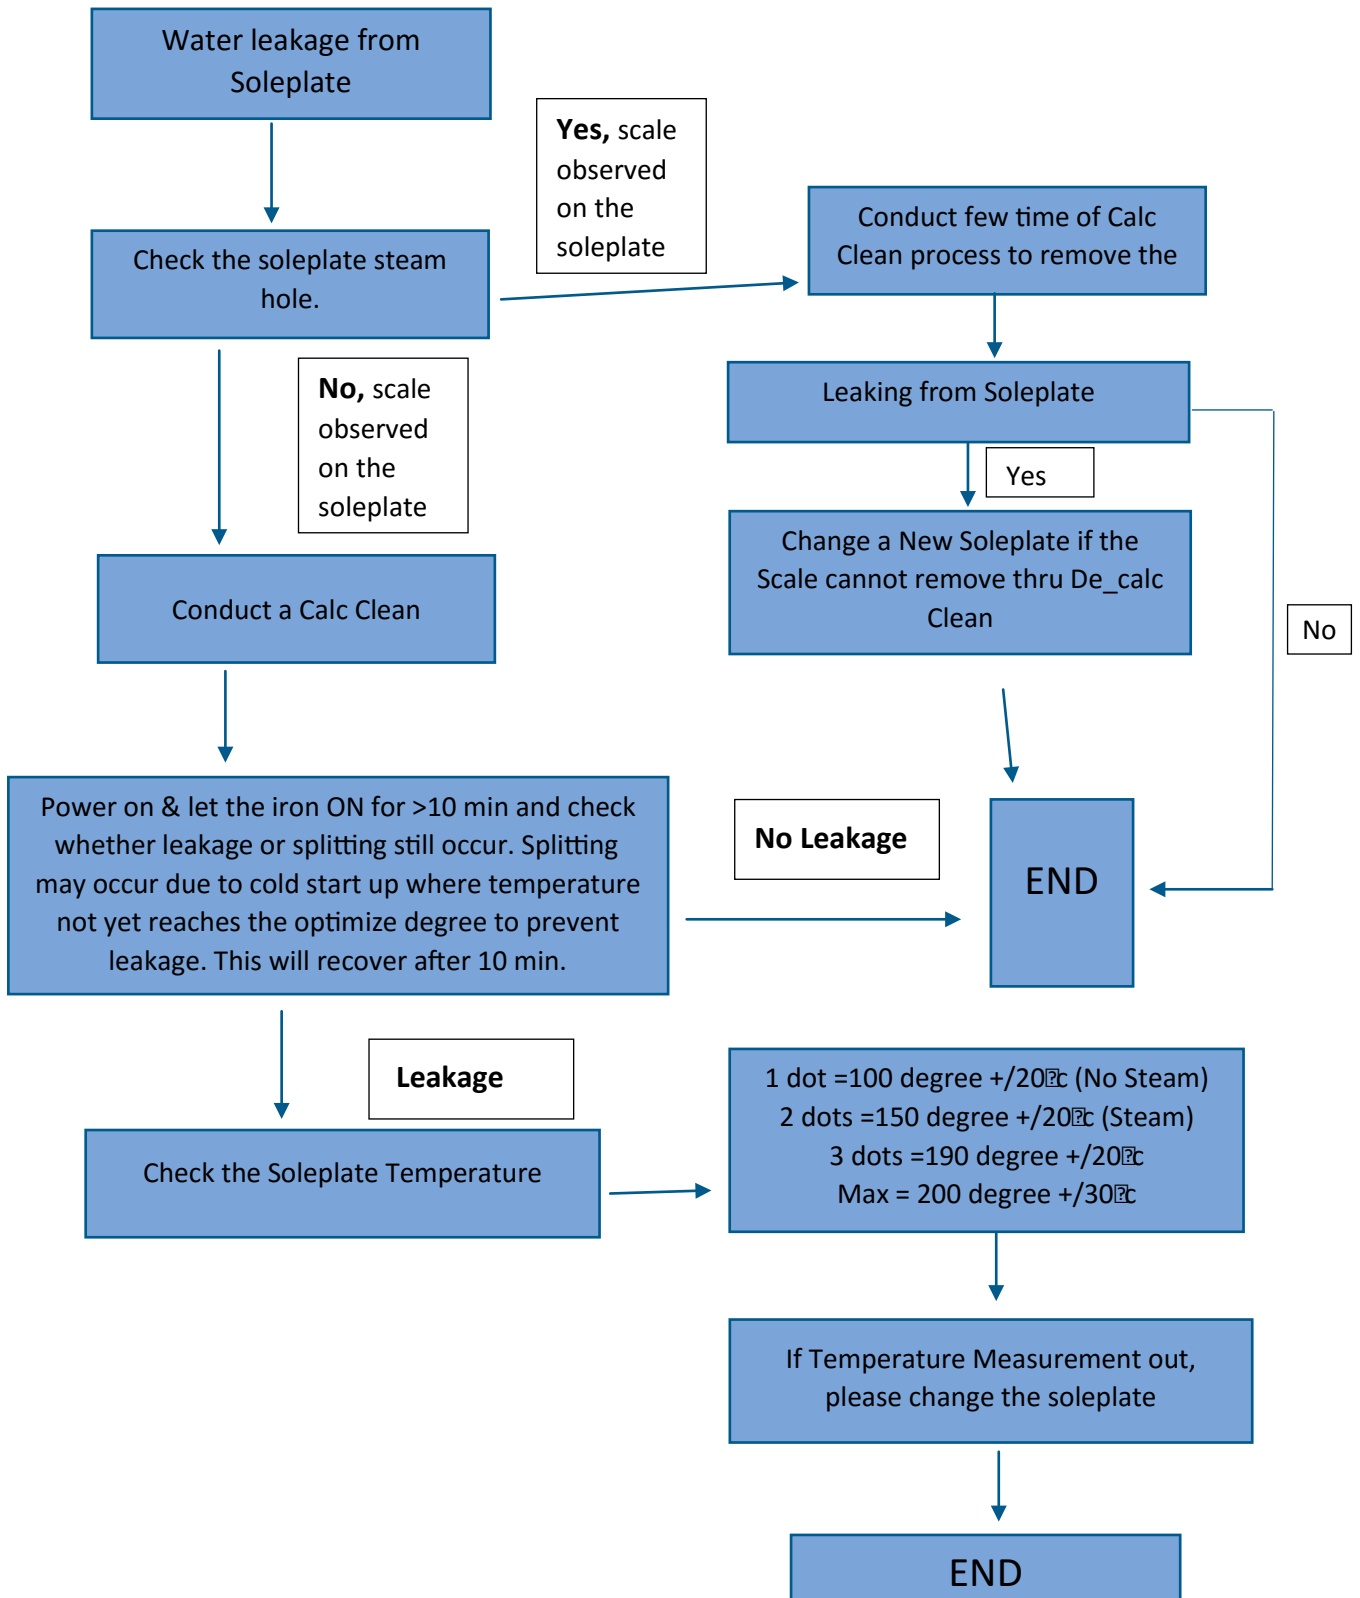 Water leakage from
Soleplate
Yes, scale
observed
on the
soleplate
Check the soleplate steam
hole.
Conduct few time of Calc
Clean process to remove the
No, scale
observed
on the
soleplate
Leaking from Soleplate
Yes
Conduct a Calc Clean
Change a New Soleplate if the
Scale cannot remove thru De_calc
Clean
No
Power on & let the iron ON for >10 min and check
whether leakage or splitting still occur. Splitting
may occur due to cold start up where temperature
not yet reaches the optimize degree to prevent
leakage. This will recover after 10 min.
No Leakage
END
Leakage
Check the Soleplate Temperature
1 dot =100 degree +/20�c (No Steam)
2 dots =150 degree +/20�c (Steam)
3 dots =190 degree +/20�c
Max = 200 degree +/30�c
If Temperature Measurement out,
please change the soleplate
END